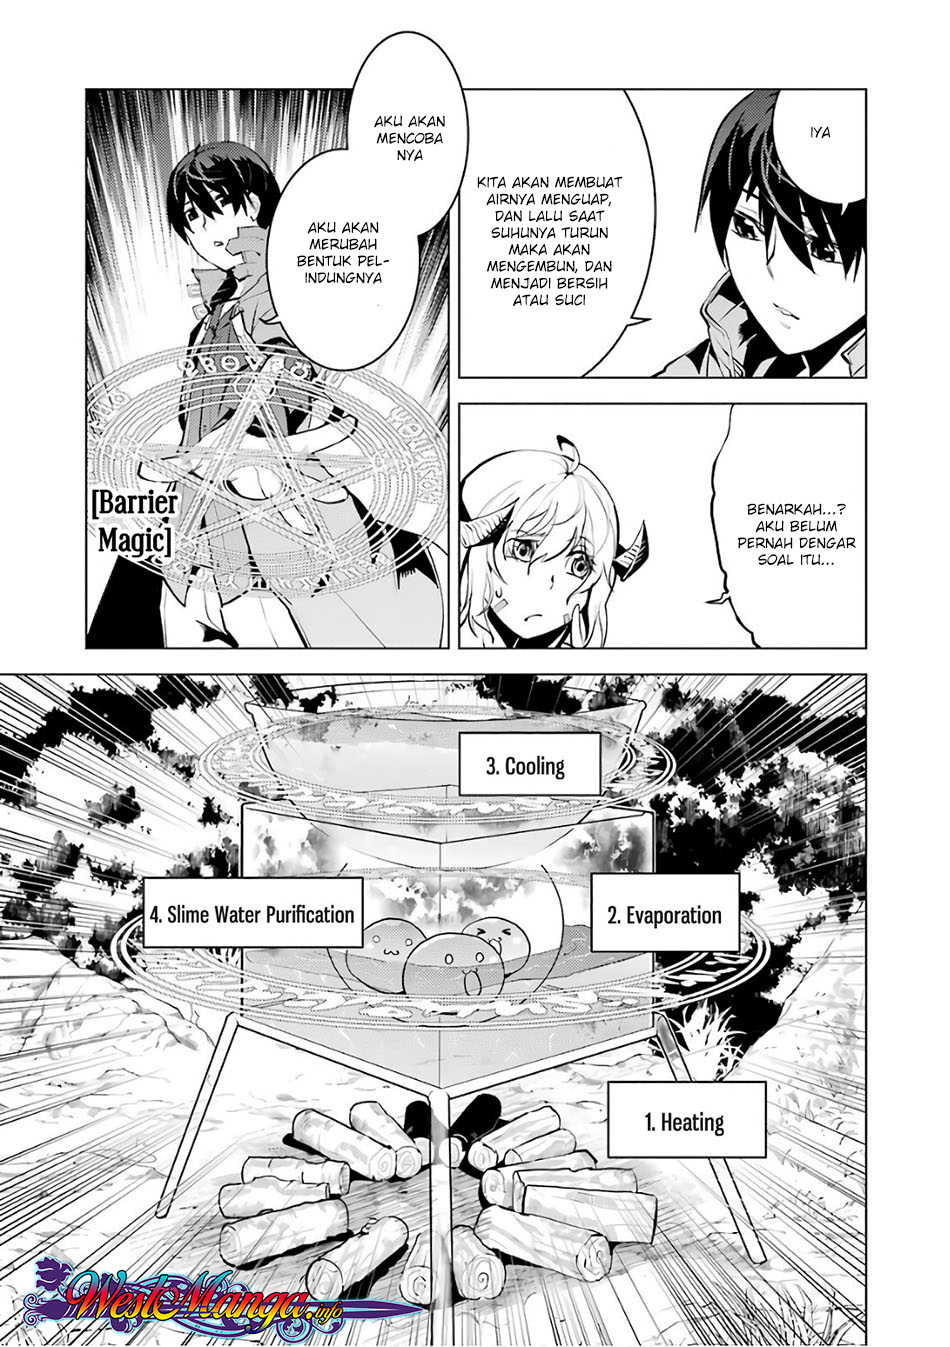 IYA
KITA AKAN MEMBUAT
AIRNYA MENGUAP,
DAN LALU SAAT
SUHUNYA TURUN
MAKA AKAN
MENGEMBUN, DAN
MENJADI BERSIH
ATAU SUCI
AKU AKAN
MENCOBA
NYA
AKU AKAN
MERUBAH
BENTUK PEL-
INDUNGNYA
[Barrier
Magic]
BENARKAH...?
AKU BELUM
PERNAH DENGAR
SOAL ITU...
3. Cooling
4. Slime Water Purification
2. Evaporation
1. Heating
WestManga.info